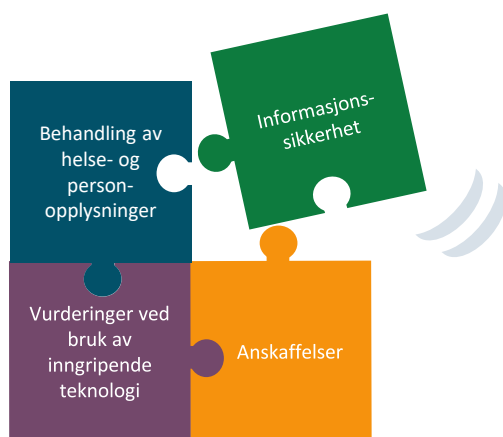 Behandling av
helse- og
person-
opplysninger
Informasjons-
sikkerhet
Vurderinger ved
bruk av
inngripende
teknologi
Anskaffelser